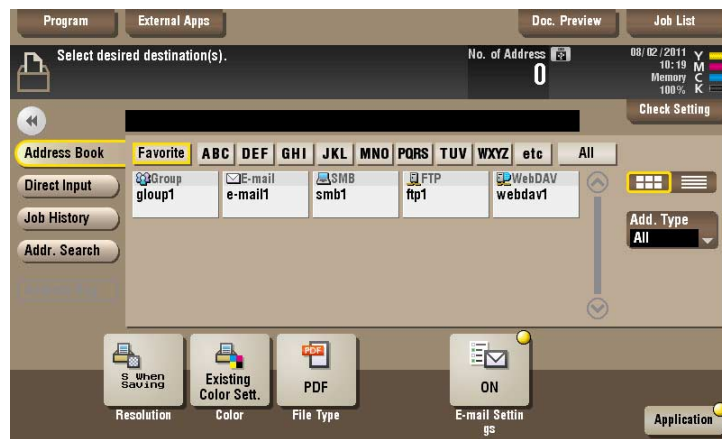 Program
External Apps
Doc. Preview
Job List
Select desired destination(s).
No. of Address
0
08/02/2011
10:19
Memory
100%
Y
M
C
K
Check Setting
Address Book
Favorite ABC DEF GHI JKL MNO PQRS TUV WXYZ etc All
Direct Input
Job History
Addr. Search
Group
gloup1
E-mail
e-mail1
SMB
smb1
FTP
ftp1
WebDAV
webdav1
Add. Type
All
S When
Saving
Resolution
Existing
Color Sett.
Color
PDF
PDF
File Type
ON
E-mail Settin
gs
Application